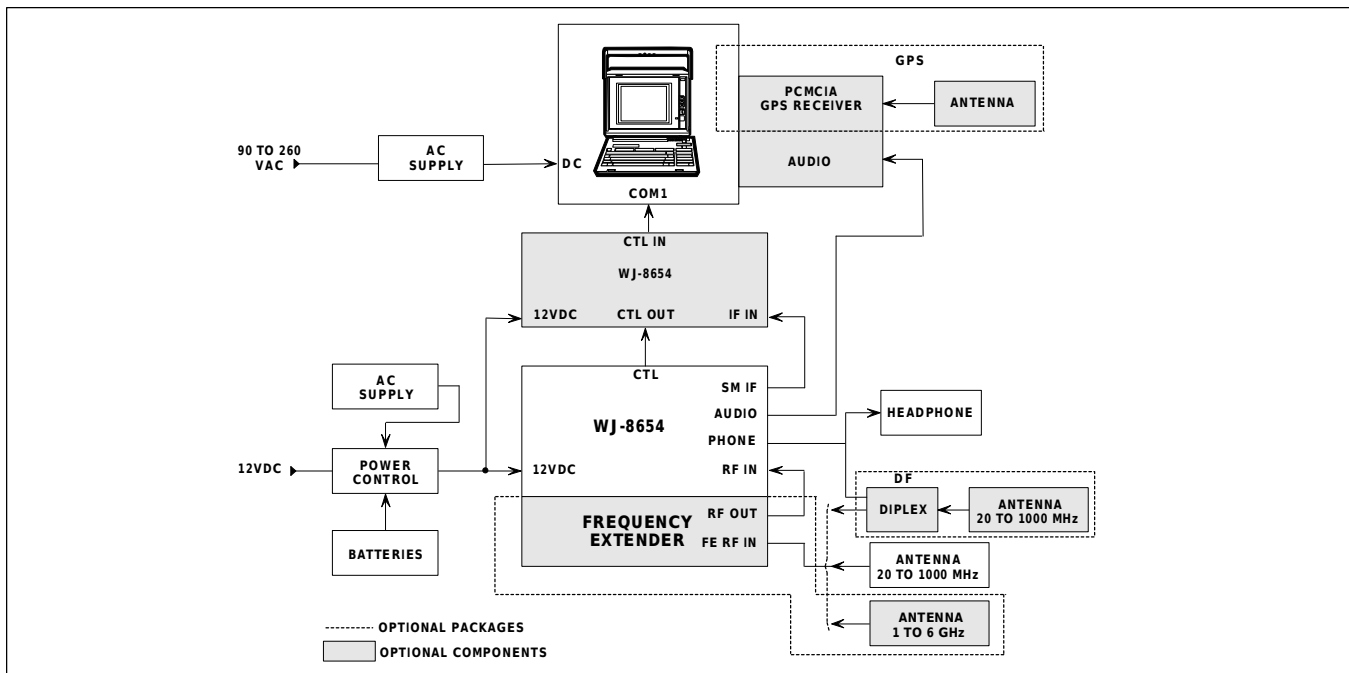 GPS
PCMCIA
GPS RECEIVER
ANTENNA
90 TO 260
VAC
AC
SUPPLY
DC
AUDIO
COM1
CTL IN
WJ-8654
12VDC
CTL OUT
IF IN
AC
SUPPLY
CTL
SM IF
AUDIO
HEADPHONE
WJ-8654
PHONE
12VDC
POWER
CONTROL
12VDC
RF IN
DF
DIPLEX
ANTENNA
20 TO 1000 MHz
FREQUENCY
EXTENDER
RF OUT
FE RF IN
BATTERIES
ANTENNA
20 TO 1000 MHz
ANTENNA
1 TO 6 GHz
OPTIONAL PACKAGES
OPTIONAL COMPONENTS